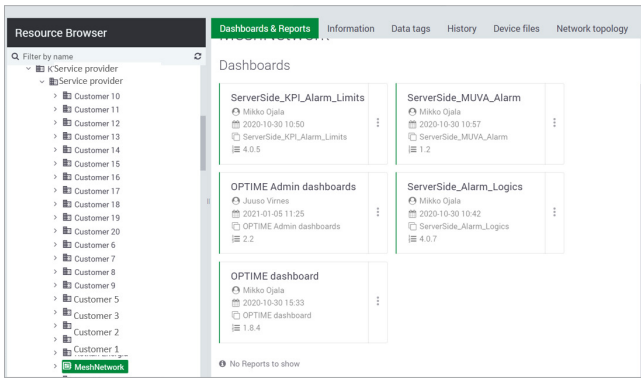 Resource Browser
Filter by name
K'Service provider
Service provider
Customer 10
Customer 11
Customer 12
Customer 13
Customer 14
Customer 15
Customer 16
Customer 17
Customer 18
Customer 19
Customer 20
Customer 6
Customer 7
Customer 8
Customer 9
Customer 5
Customer 3
Customer 2
Customer 1
MeshNetwork
Dashboards & Reports Information Data tags History Device files Network topology
MeshNetwork
Dashboards
ServerSide_KPI_Alarm_Limits
Mikko Ojala
2020-10-30 10:50
ServerSide_KPI_Alarm_Limits
4.0.5
ServerSide_MUVA_Alarm
Mikko Ojala
2020-10-30 10:57
ServerSide_MUVA_Alarm
1.2
OPTIME Admin dashboards
Juuso Virnes
2021-01-05 11:25
OPTIME Admin dashboards
2.2
ServerSide_Alarm_Logics
Mikko Ojala
2020-10-30 10:42
ServerSide_Alarm_Logics
4.0.7
OPTIME dashboard
Mikko Ojala
2020-10-30 15:33
OPTIME dashboard
1.8.4
No Reports to show